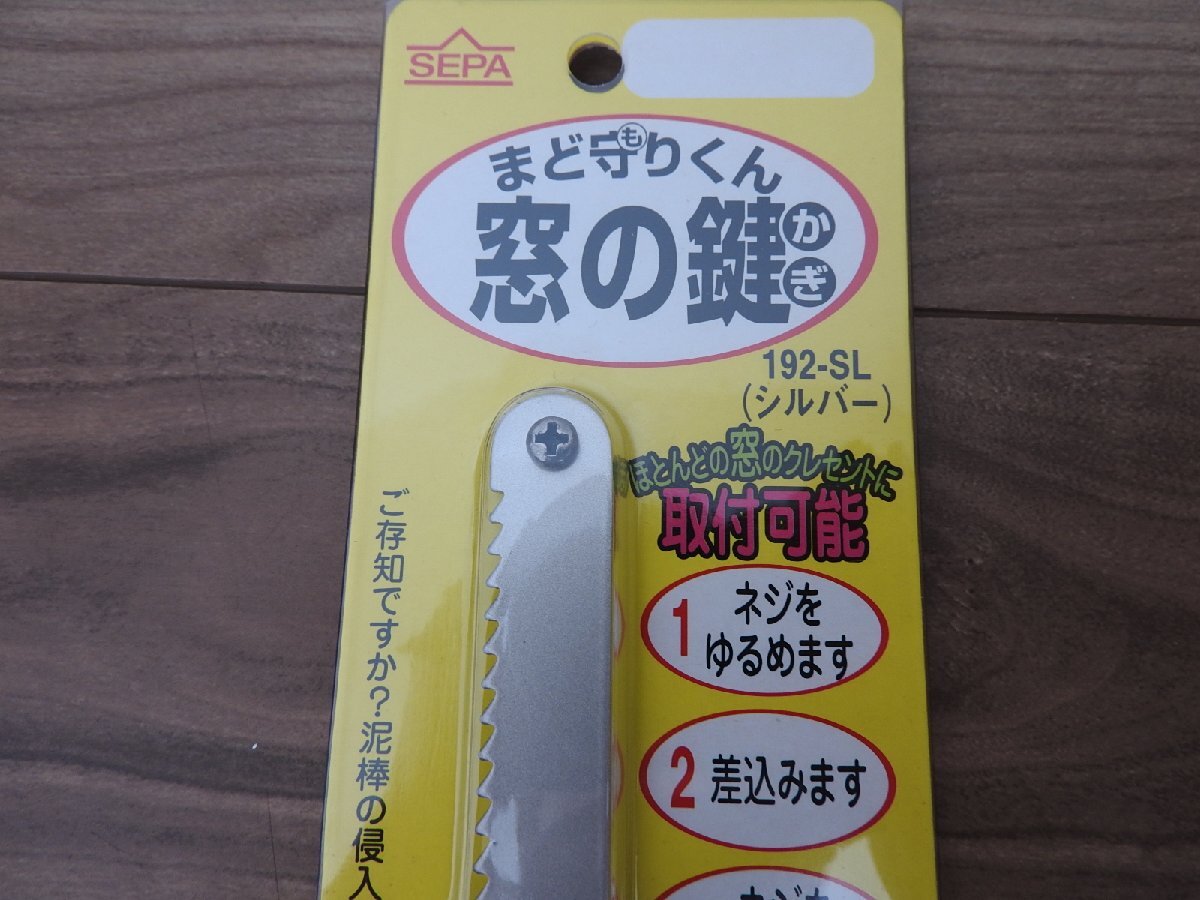 SEPA
まど守りくん
も
窓の鍵
かぎ
192-SL
(シルバー)
ほとんどの窓のクレセントに
取付可能
1 ネジを
ゆるめます
2 差込みます
ご存知ですか?泥棒の侵入